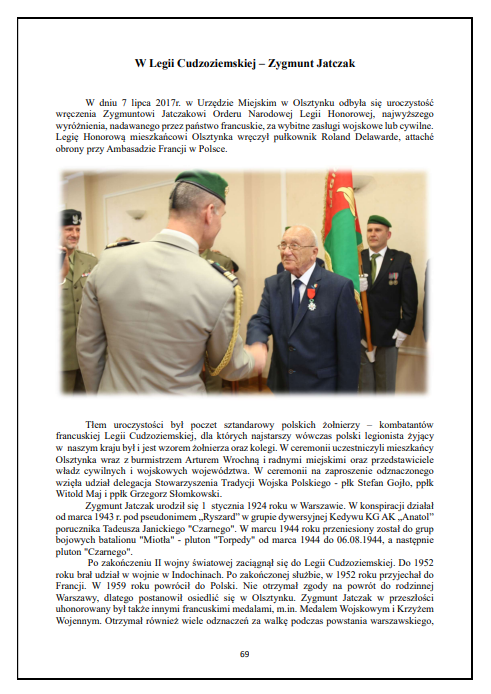 W Legii Cudzoziemskiej – Zygmunt Jatczak
W dniu 7 lipca 2017r. w Urzędzie Miejskim w Olsztynku odbyła się uroczystość
wręczenia Zygmuntowi Jatczakowi Orderu Narodowej Legii Honorowej, najwyższego
wyróżnienia, nadawanego przez państwo francuskie, za wybitne zasługi wojskowe lub cywilne.
Legię Honorową mieszkańcowi Olsztynka wręczył pułkownik Roland Delawarde, attaché
obrony przy Ambasadzie Francji w Polsce.
Tłem uroczystości był poczet sztandarowy polskich żołnierzy – kombatantów
francuskiej Legii Cudzoziemskiej, dla których najstarszy wówczas polski legionista żyjący
w naszym kraju był i jest wzorem żołnierza oraz kolegi. W ceremonii uczestniczyli mieszkańcy
Olsztynka wraz z burmistrzem Arturem Wrochną i radnymi miejskimi oraz przedstawiciele
władz cywilnych i wojskowych województwa. W ceremonii na zaproszenie odznaczonego
wzięła udział delegacja Stowarzyszenia Tradycji Wojska Polskiego - płk Stefan Gojło, ppłk
Witold Maj i ppłk Grzegorz Słomkowski.
Zygmunt Jatczak urodził się 1 stycznia 1924 roku w Warszawie. W konspiracji działał
od marca 1943 r. pod pseudonimem „Ryszard” w grupie dywersyjnej Kedywu KG AK „Anatol”
porucznika Tadeusza Janickiego "Czarnego". W marcu 1944 roku przeniesiony został do grup
bojowych batalionu "Miotła" - pluton "Torpedy" od marca 1944 do 06.08.1944, a następnie
pluton "Czarnego".
Po zakończeniu II wojny światowej zaciągnął się do Legii Cudzoziemskiej. Do 1952
roku brał udział w wojnie w Indochinach. Po zakończonej służbie, w 1952 roku przyjechał do
Francji. W 1959 roku powrócił do Polski. Nie otrzymał zgody na powrót do rodzinnej
Warszawy, dlatego postanowił osiedlić się w Olsztynku. Zygmunt Jatczak w przeszłości
uhonorowany był także innymi francuskimi medalami, m.in. Medalem Wojskowym i Krzyżem
Wojennym. Otrzymał również wiele odznaczeń za walkę podczas powstania warszawskiego,
69